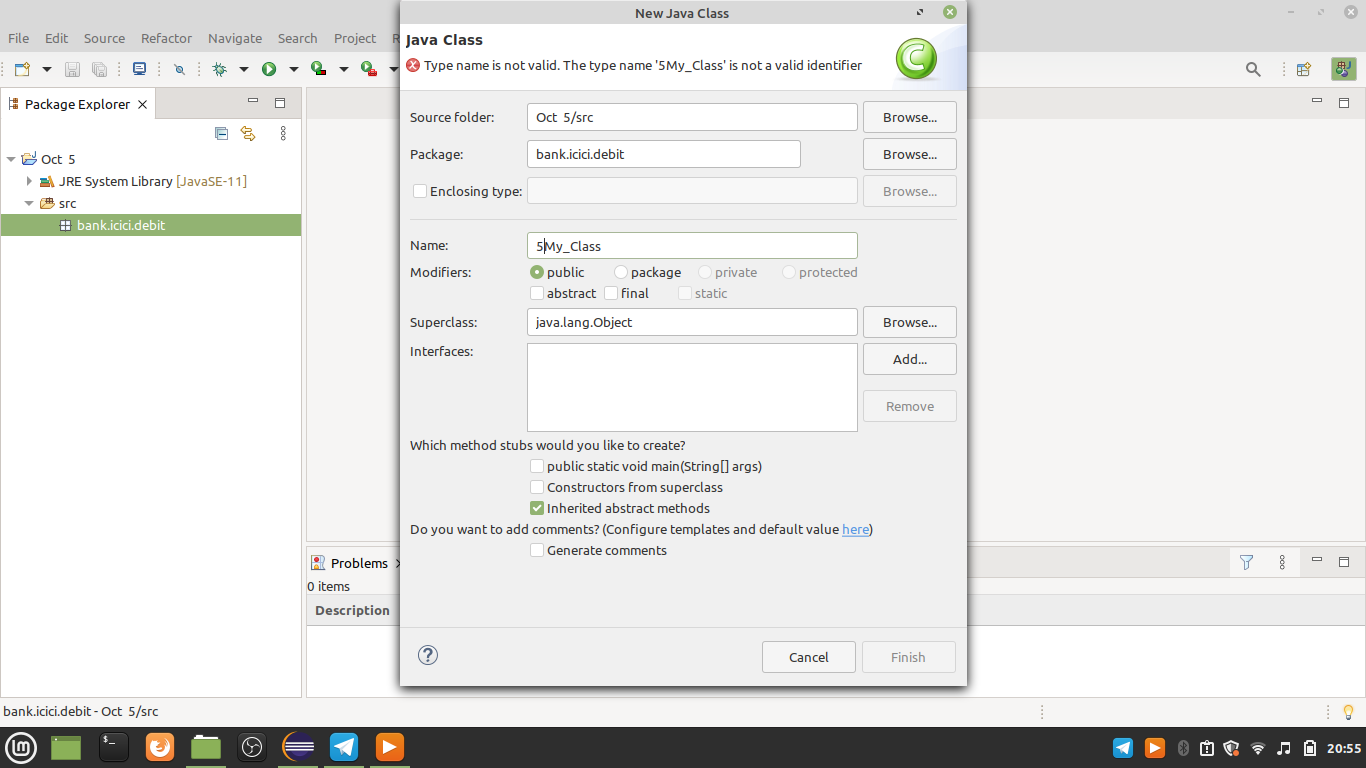 New Java Class
File Edit Source Refactor Navigate Search Project
Java Class
Type name is not valid. The type name '5My_Class' is not a valid identifier
Package Explorer
Oct 5
JRE System Library [JavaSE-11]
src
bank.icici.debit
Source folder: Oct 5/src Browse...
Package: bank.icici.debit Browse...
Enclosing type: Browse...
Name: 5My_Class
Modifiers: public package private protected
abstract final static
Superclass: java.lang.Object Browse...
Interfaces: Add...
Remove
Which method stubs would you like to create?
public static void main(String[] args)
Constructors from superclass
Inherited abstract methods
Do you want to add comments? (Configure templates and default value here)
Generate comments
Problems
0 items
Description
Cancel Finish
bank.icici.debit - Oct 5/src
20:55